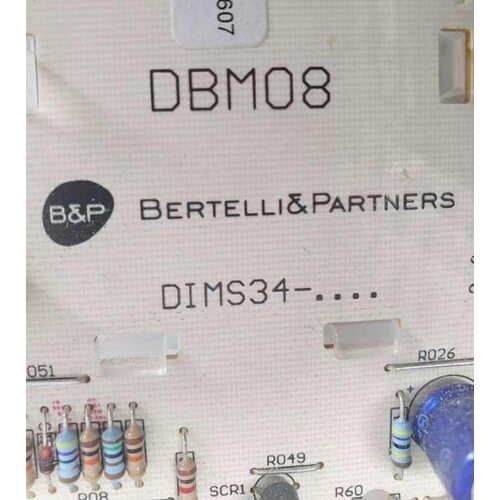 607
DBM08
B&P BERTELLI&PARTNERS
DIMS34-....
R026
051
R049
SCR1
R60
R08